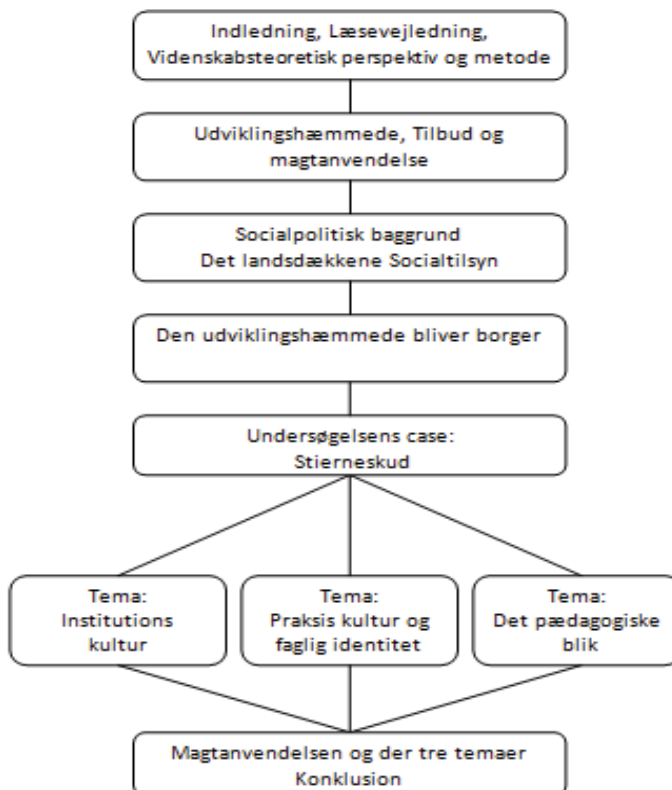 Indledning, Læsevejledning,
Videnskabsteoretisk perspektiv og metode
Udviklingshæmmede, Tilbud og
magtanvendelse
Socialpolitisk baggrund
Det landsdækkene Socialtilsyn
Den udviklingshæmmede bliver borger
Undersøgelsens case:
Stierneskud
Tema:
Institutions
kultur
Tema:
Praksis kultur og
faglig identitet
Tema:
Det pædagogiske
blik
Magtanvendelsen og der tre temaer
Konklusion